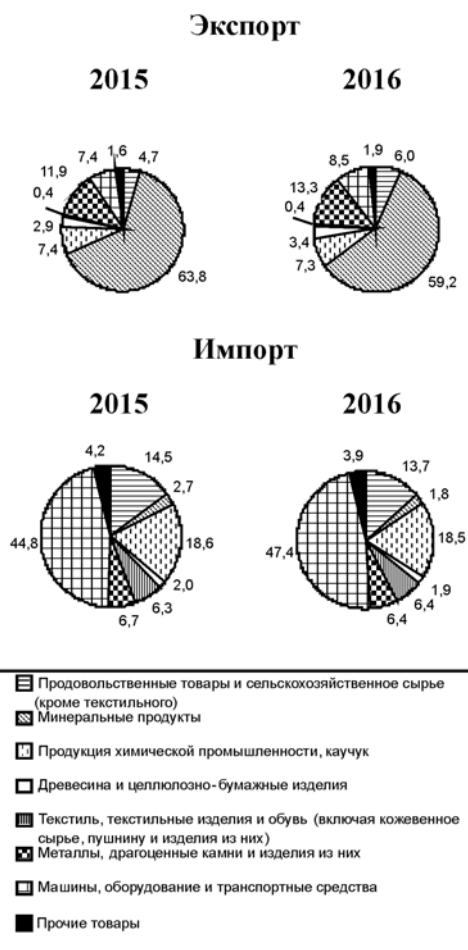 Экспорт
2015 2016
1,6 4,7
7,4
11,9
0,4
2,9
7,4
63,8
1,9 6,0
8,5
13,3
0,4
3,4
7,3
59,2
Импорт
2015 2016
4,2 14,5
2,7
44,8 18,6
2,0
6,3
6,7
3,9 13,7
1,8
47,4 18,5
1,9
6,4
6,4
Продовольственные товары и сельскохозяйственное сырье
(кроме текстильного)
Минеральные продукты
Продукция химической промышленности, каучук
Древесина и целлюлозно-бумажные изделия
Текстиль, текстильные изделия и обувь (включая кожевенное
сырье, пушнину и изделия из них)
Металлы, драгоценные камни и изделия из них
Машины, оборудование и транспортные средства
Прочие товары